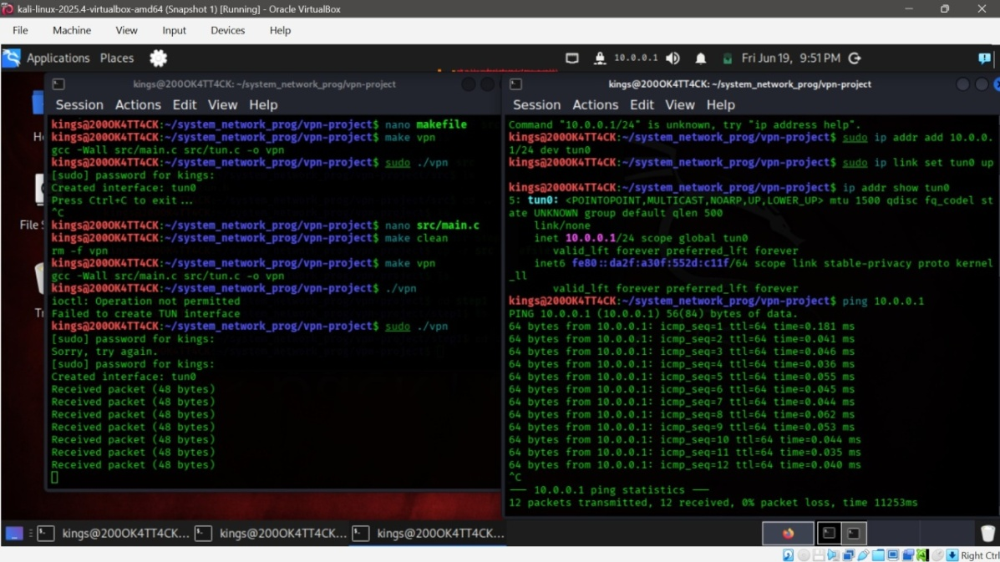 kali-linux-2025.4-virtualbox-amd64 (Snapshot 1) [Running] - Oracle VirtualBox
File Machine View Input Devices Help
Applications Places 10.0.0.1 Fri Jun 19, 9:51 PM
kings@200OK4TT4CK: ~/system_network_prog/vpn-project
Session Actions Edit View Help
kings@200OK4TT4CK:~/system_network_prog/vpn-project$ nano makefile
kings@200OK4TT4CK:~/system_network_prog/vpn-project$ make vpn
gcc -Wall src/main.c src/tun.c -o vpn
kings@200OK4TT4CK:~/system_network_prog/vpn-project$ sudo ./vpn
[sudo] password for kings:
Created interface: tun0
Press Ctrl+C to exit...
^C
kings@200OK4TT4CK:~/system_network_prog/vpn-project$ nano src/main.c
kings@200OK4TT4CK:~/system_network_prog/vpn-project$ make clean
rm -f vpn
kings@200OK4TT4CK:~/system_network_prog/vpn-project$ make vpn
gcc -Wall src/main.c src/tun.c -o vpn
kings@200OK4TT4CK:~/system_network_prog/vpn-project$ ./vpn
ioctl: Operation not permitted
Failed to create TUN interface
kings@200OK4TT4CK:~/system_network_prog/vpn-project$ sudo ./vpn
[sudo] password for kings:
Sorry, try again.
[sudo] password for kings:
Created interface: tun0
Received packet (48 bytes)
Received packet (48 bytes)
Received packet (48 bytes)
Received packet (48 bytes)
Received packet (48 bytes)
Received packet (48 bytes)
Received packet (48 bytes)
kings@200OK4TT4CK: ~/system_network_prog/vpn-project
Session Actions Edit View Help
Command "10.0.0.1/24" is unknown, try "ip address help".
kings@200OK4TT4CK:~/system_network_prog/vpn-project$ sudo ip addr add 10.0.0.
1/24 dev tun0
kings@200OK4TT4CK:~/system_network_prog/vpn-project$ sudo ip link set tun0 up
kings@200OK4TT4CK:~/system_network_prog/vpn-project$ ip addr show tun0
5: tun0: <POINTOPOINT,MULTICAST,NOARP,UP,LOWER_UP> mtu 1500 qdisc fq_codel st
ate UNKNOWN group default qlen 500
link/none
inet 10.0.0.1/24 scope global tun0
valid_lft forever preferred_lft forever
inet6 fe80::da2f:a30f:552d:c11f/64 scope link stable-privacy proto kernel
_ll
valid_lft forever preferred_lft forever
kings@200OK4TT4CK:~/system_network_prog/vpn-project$ ping 10.0.0.1
PING 10.0.0.1 (10.0.0.1) 56(84) bytes of data.
64 bytes from 10.0.0.1: icmp_seq=1 ttl=64 time=0.181 ms
64 bytes from 10.0.0.1: icmp_seq=2 ttl=64 time=0.041 ms
64 bytes from 10.0.0.1: icmp_seq=3 ttl=64 time=0.046 ms
64 bytes from 10.0.0.1: icmp_seq=4 ttl=64 time=0.036 ms
64 bytes from 10.0.0.1: icmp_seq=5 ttl=64 time=0.055 ms
64 bytes from 10.0.0.1: icmp_seq=6 ttl=64 time=0.045 ms
64 bytes from 10.0.0.1: icmp_seq=7 ttl=64 time=0.044 ms
64 bytes from 10.0.0.1: icmp_seq=8 ttl=64 time=0.062 ms
64 bytes from 10.0.0.1: icmp_seq=9 ttl=64 time=0.053 ms
64 bytes from 10.0.0.1: icmp_seq=10 ttl=64 time=0.044 ms
64 bytes from 10.0.0.1: icmp_seq=11 ttl=64 time=0.035 ms
64 bytes from 10.0.0.1: icmp_seq=12 ttl=64 time=0.040 ms
^C
--- 10.0.0.1 ping statistics ---
12 packets transmitted, 12 received, 0% packet loss, time 11253ms
kings@200OK4TT4CK... kings@200OK4TT4CK... kings@200OK4TT4CK...
Right Ctrl